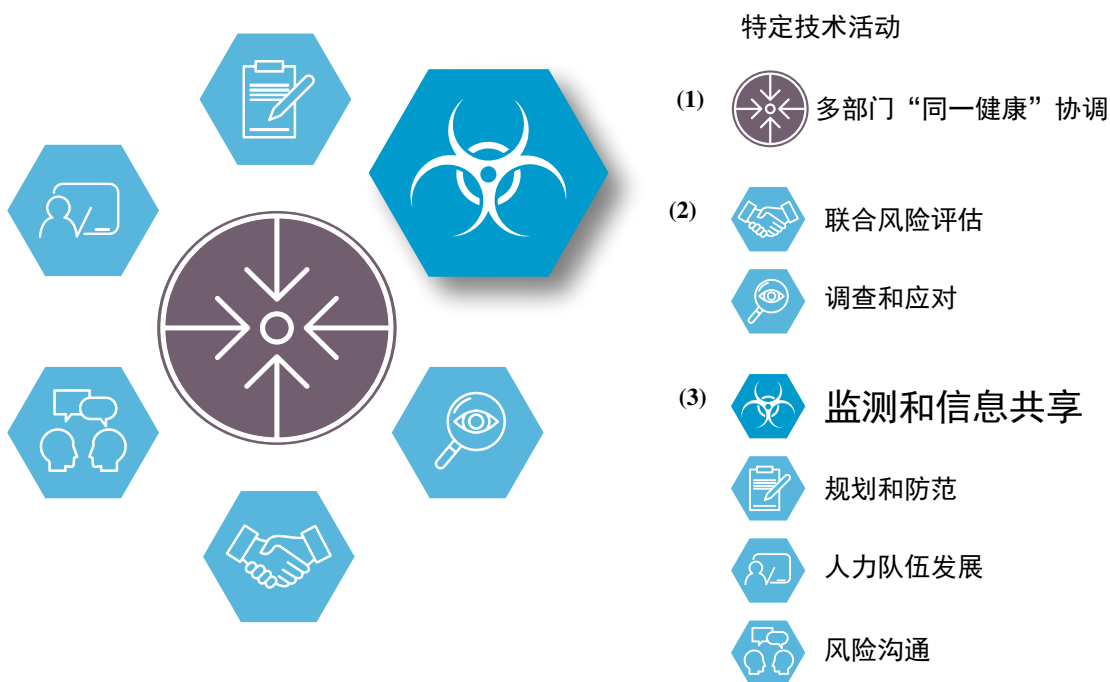 特定技术活动
(1) 多部门“同一健康”协调
(2) 联合风险评估
调查和应对
(3) 监测和信息共享
规划和防范
人力队伍发展
风险沟通